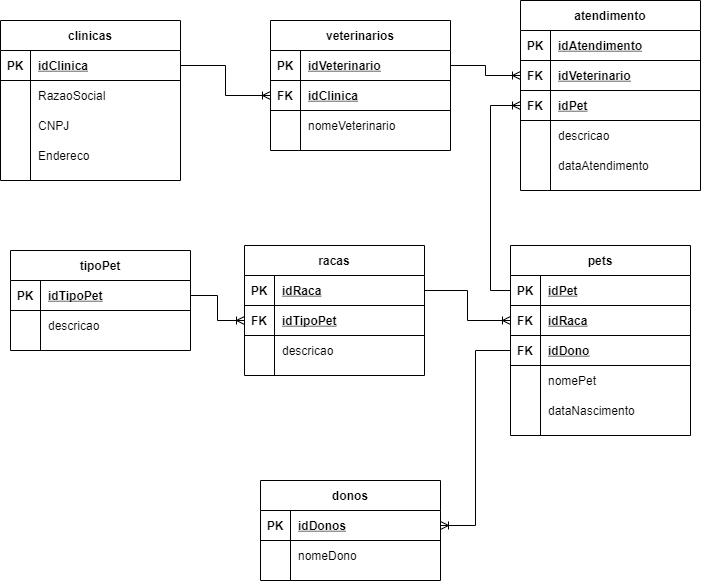 clinicas
PK idClinica
RazaoSocial
CNPJ
Endereco
veterinarios
PK idVeterinario
FK idClinica
nomeVeterinario
atendimento
PK idAtendimento
FK idVeterinario
FK idPet
descricao
dataAtendimento
tipoPet
PK idTipoPet
descricao
racas
PK idRaca
FK idTipoPet
descricao
pets
PK idPet
FK idRaca
FK idDono
nomePet
dataNascimento
donos
PK idDonos
nomeDono